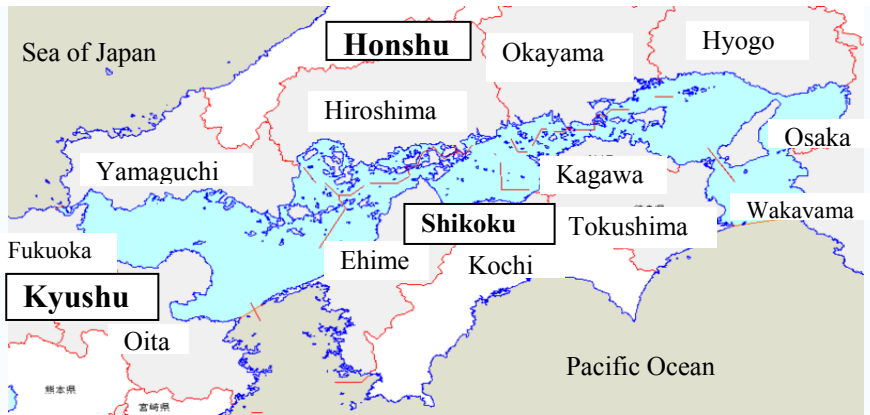 Honshu
Okayama
Hyogo
Sea of Japan
Hiroshima
Osaka
Yamaguchi
Kagawa
Shikoku
Tokushima
Wakayama
Fukuoka
Ehime
Kochi
Kyushu
Oita
Pacific Ocean
熊本県
宮崎県